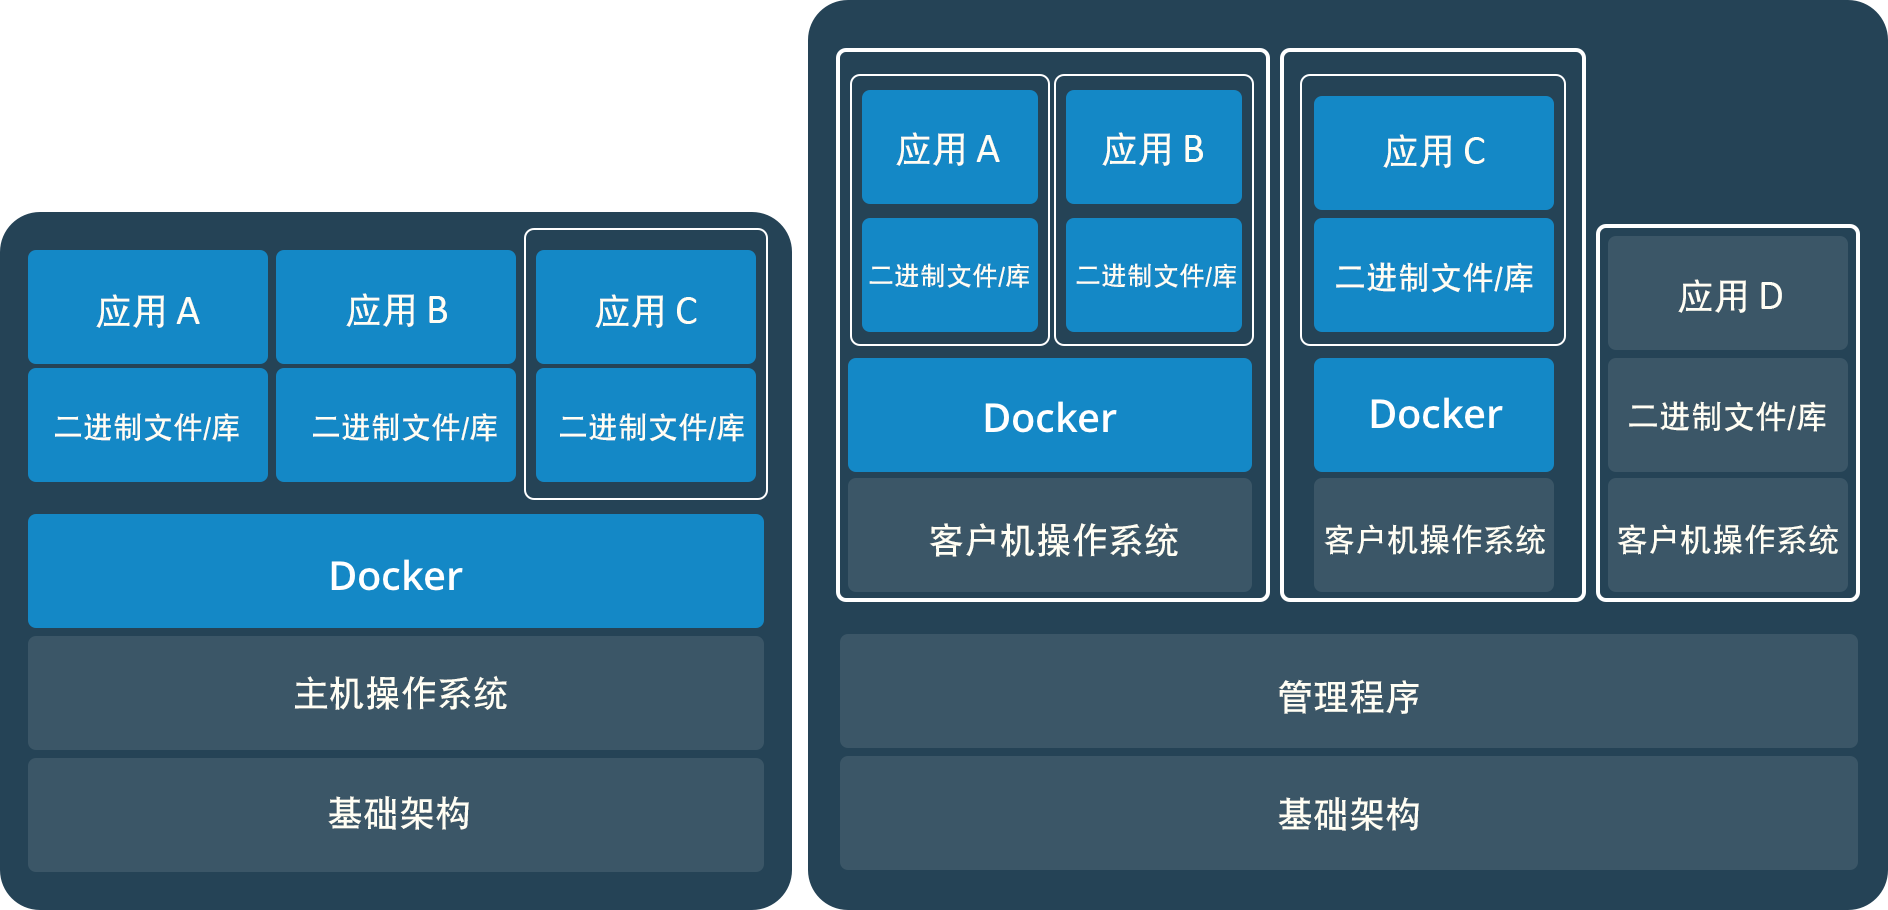 应用 A
应用 B
应用 C
二进制文件/库
二进制文件/库
二进制文件/库
Docker
主机操作系统
基础架构
应用 A
应用 B
二进制文件/库
二进制文件/库
Docker
客户机操作系统
应用 C
二进制文件/库
Docker
客户机操作系统
应用 D
二进制文件/库
客户机操作系统
管理程序
基础架构